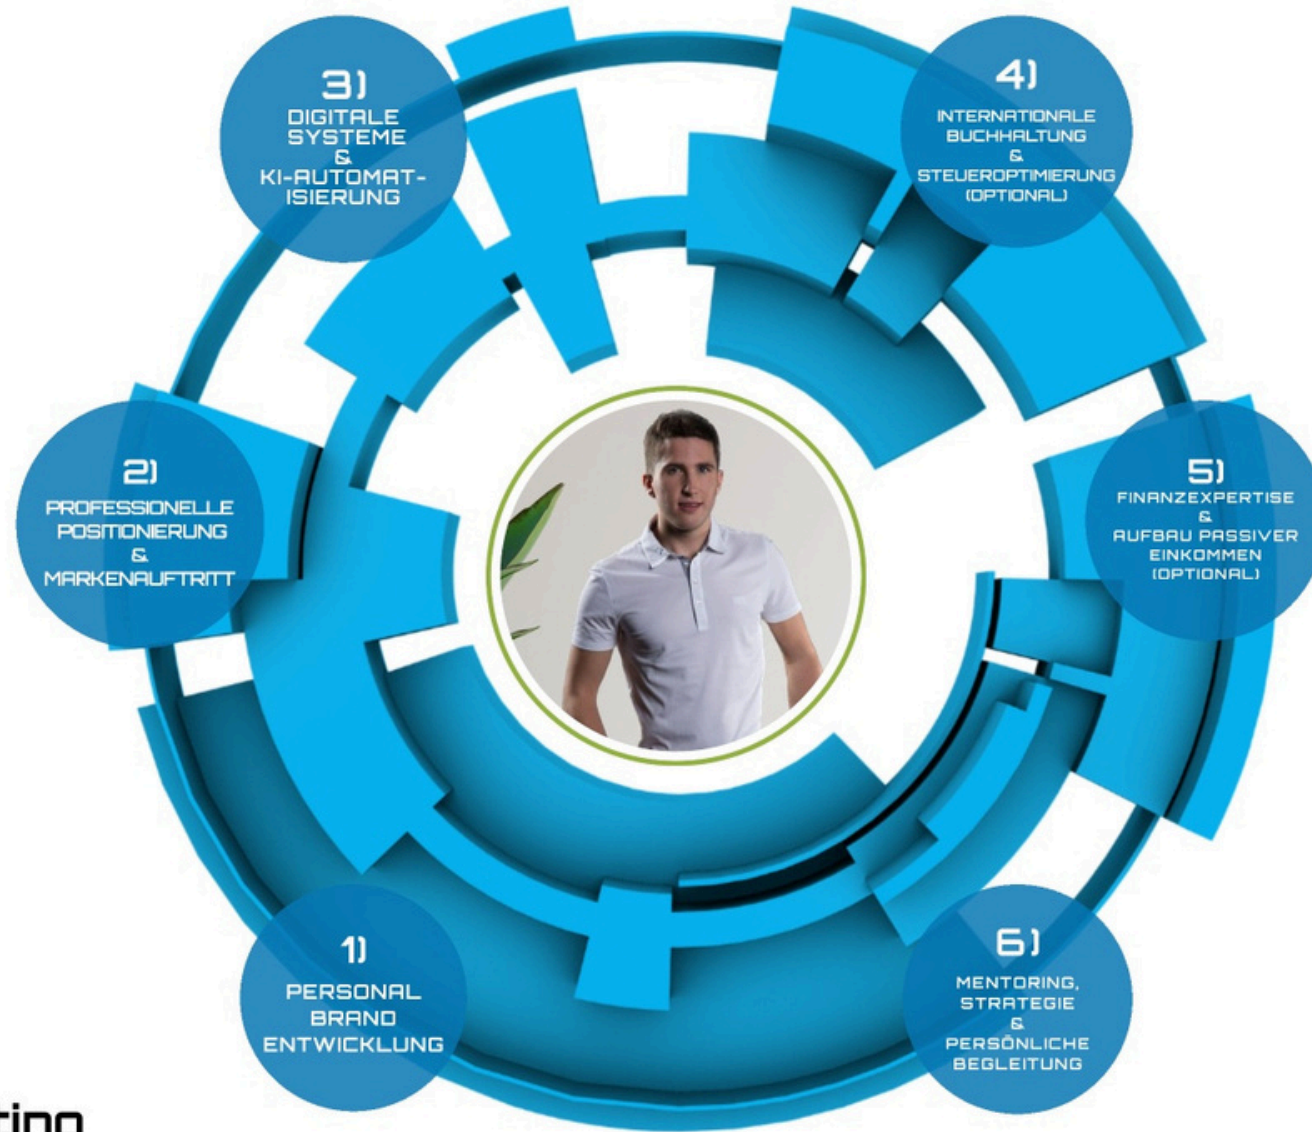 3)
DIGITALE
SYSTEME
&
KI-AUTOMAT-
ISIERUNG
4)
INTERNATIONALE
BUCHHALTUNG
&
STEUEROPTIMIERUNG
(OPTIONAL)
2)
PROFESSIONELLE
POSITIONIERUNG
&
MARKENAUFTRITT
5)
FINANZEXPERTISE
&
AUFBAU PASSIVER
EINKOMMEN
(OPTIONAL)
1)
PERSONAL
BRAND
ENTWICKLUNG
6)
MENTORING,
STRATEGIE
&
PERSÖNLICHE
BEGLEITUNG